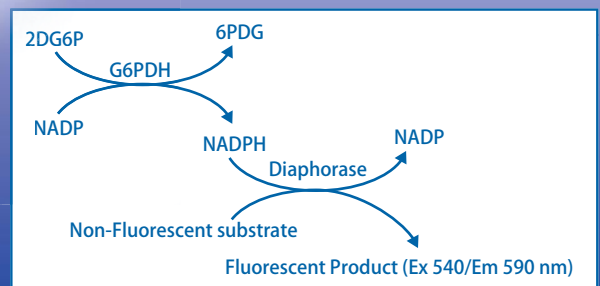 2DG6P
6PDG
G6PDH
NADP
NADPH
NADP
Diaphorase
Non-Fluorescent substrate
Fluorescent Product (Ex 540/Em 590 nm)